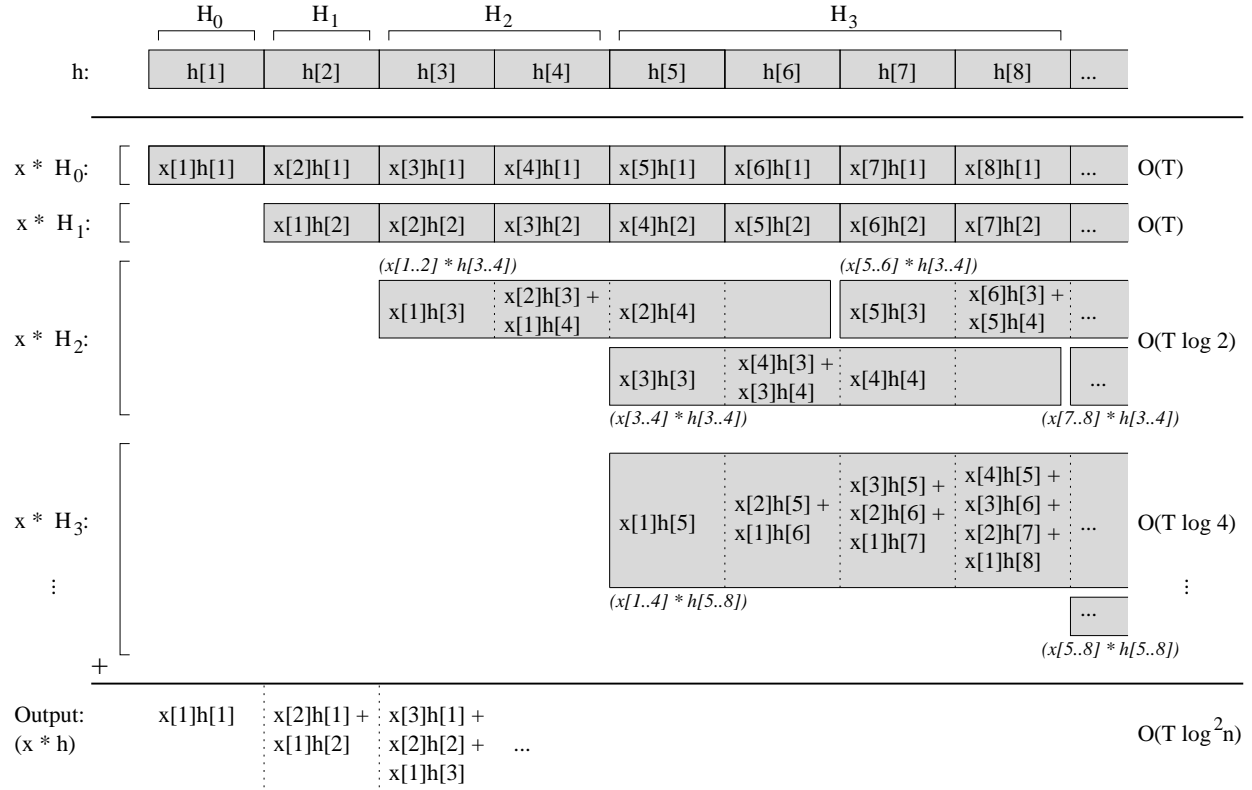 H0 H1 H2 H3
h: h[1] h[2] h[3] h[4] h[5] h[6] h[7] h[8] ...
x * H0: x[1]h[1] x[2]h[1] x[3]h[1] x[4]h[1] x[5]h[1] x[6]h[1] x[7]h[1] x[8]h[1] ... O(T)
x * H1: x[1]h[2] x[2]h[2] x[3]h[2] x[4]h[2] x[5]h[2] x[6]h[2] x[7]h[2] ... O(T)
(x[1..2] * h[3..4]) (x[5..6] * h[3..4])
x[2]h[3] + x[6]h[3] +
x[1]h[3] x[2]h[4] x[5]h[3] ...
x[1]h[4] x[5]h[4]
x * H2: O(T log 2)
x[4]h[3] +
x[3]h[3] x[4]h[4] ...
x[3]h[4]
(x[3..4] * h[3..4]) (x[7..8] * h[3..4])
x[4]h[5] +
x[3]h[5] +
x[2]h[5] + x[3]h[6] +
x * H3: x[1]h[5] x[2]h[6] + ... O(T log 4)
x[1]h[6] x[2]h[7] +
x[1]h[7]
x[1]h[8]
... ...
(x[1..4] * h[5..8])
...
(x[5..8] * h[5..8])
+
Output: x[1]h[1] x[2]h[1] + x[3]h[1] +
(x * h) x[1]h[2] x[2]h[2] + ... O(T log²n)
x[1]h[3]